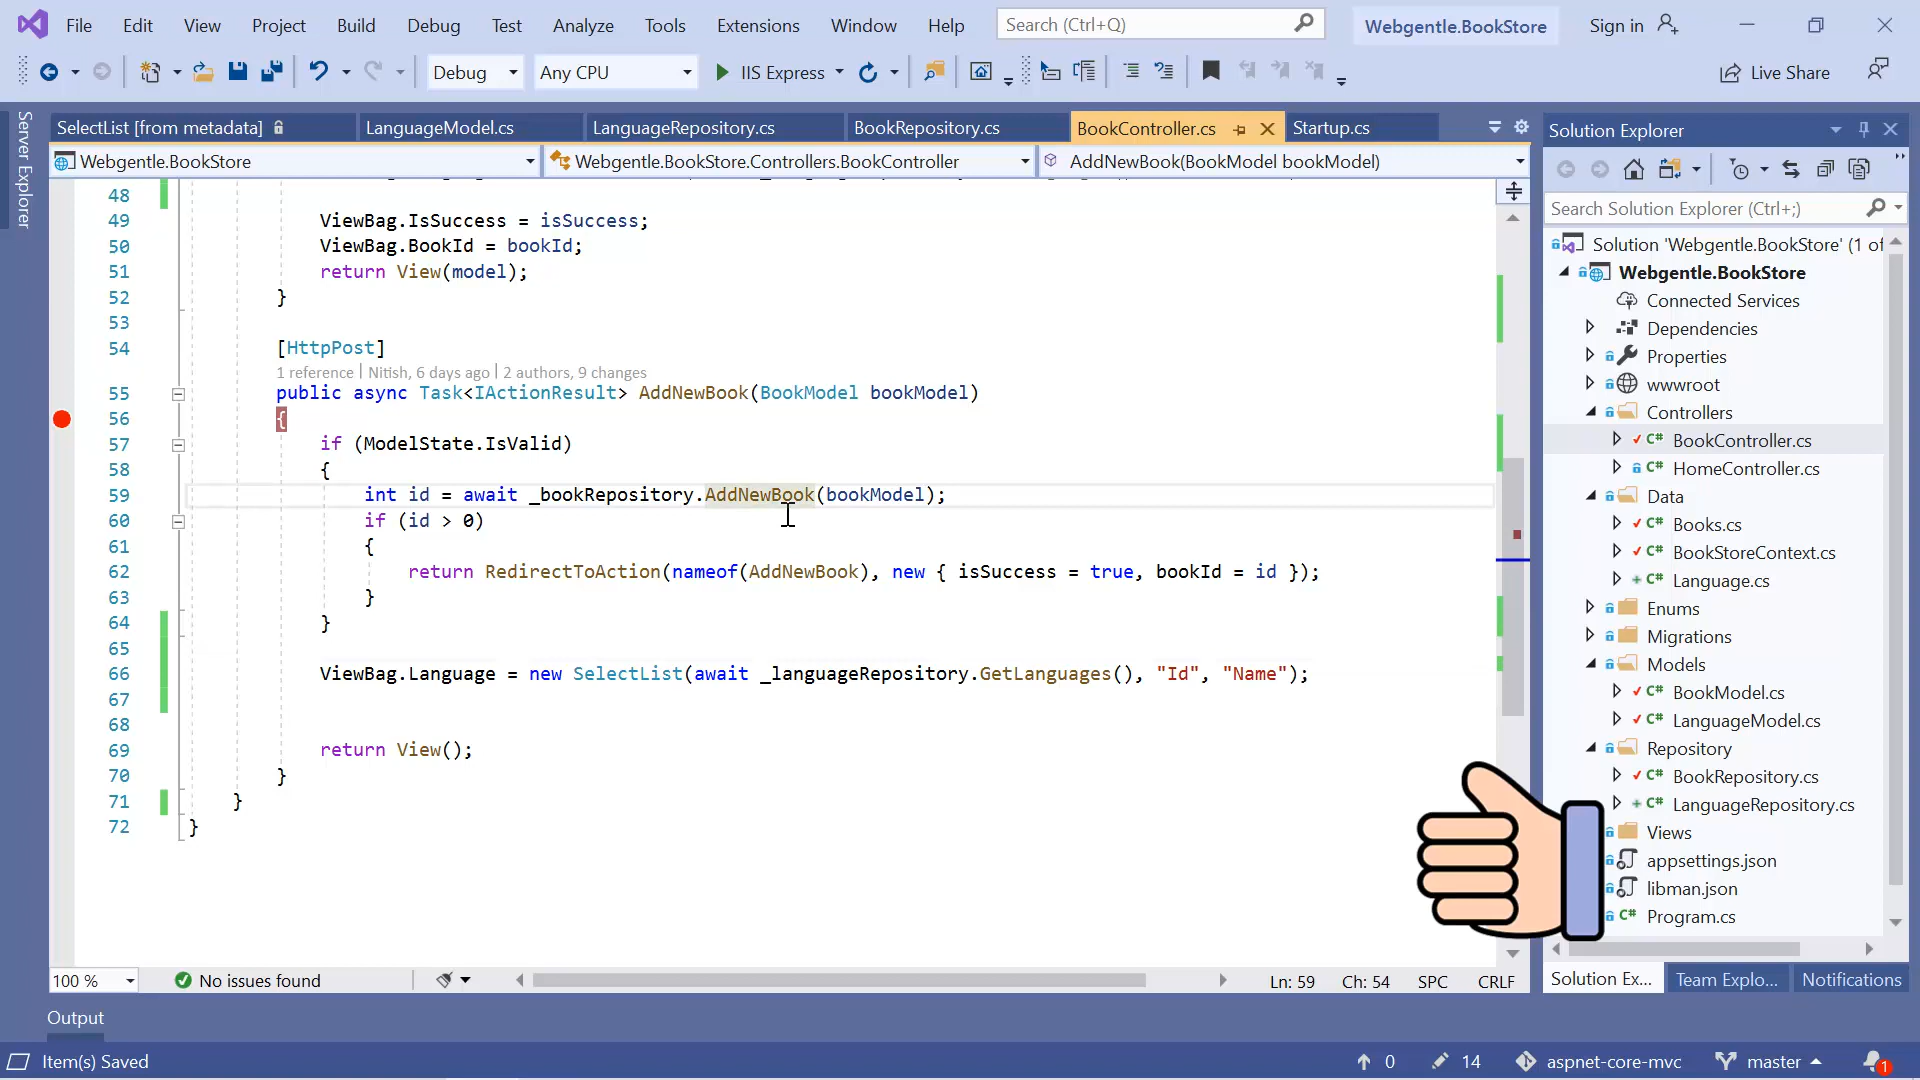 File Edit View Project Build Debug Test Analyze Tools Extensions Window Help Search (Ctrl+Q) Webgentle.BookStore Sign in
Debug Any CPU IIS Express Live Share
Server Explorer
SelectList [from metadata] LanguageModel.cs LanguageRepository.cs BookRepository.cs BookController.cs Startup.cs
Webgentle.BookStore Webgentle.BookStore.Controllers.BookController AddNewBook(BookModel bookModel)
48
49 ViewBag.IsSuccess = isSuccess;
50 ViewBag.BookId = bookId;
51 return View(model);
52 }
53
54 [HttpPost]
1 reference | Nitish, 6 days ago | 2 authors, 9 changes
55 public async Task<IActionResult> AddNewBook(BookModel bookModel)
56 {
57 if (ModelState.IsValid)
58 {
59 int id = await _bookRepository.AddNewBook(bookModel);
60 if (id > 0)
61 {
62 return RedirectToAction(nameof(AddNewBook), new { isSuccess = true, bookId = id });
63 }
64 }
65
66 ViewBag.Language = new SelectList(await _languageRepository.GetLanguages(), "Id", "Name");
67
68
69 return View();
70 }
71 }
72 }
100 % No issues found Ln: 59 Ch: 54 SPC CRLF
Solution Explorer
Search Solution Explorer (Ctrl+;)
Solution 'Webgentle.BookStore' (1 of
Webgentle.BookStore
Connected Services
Dependencies
Properties
wwwroot
Controllers
C# BookController.cs
C# HomeController.cs
Data
C# Books.cs
C# BookStoreContext.cs
C# Language.cs
Enums
Migrations
Models
C# BookModel.cs
C# LanguageModel.cs
Repository
C# BookRepository.cs
C# LanguageRepository.cs
Views
appsettings.json
libman.json
C# Program.cs
Solution Ex... Team Explo... Notifications
Output
Item(s) Saved 0 14 aspnet-core-mvc master 1